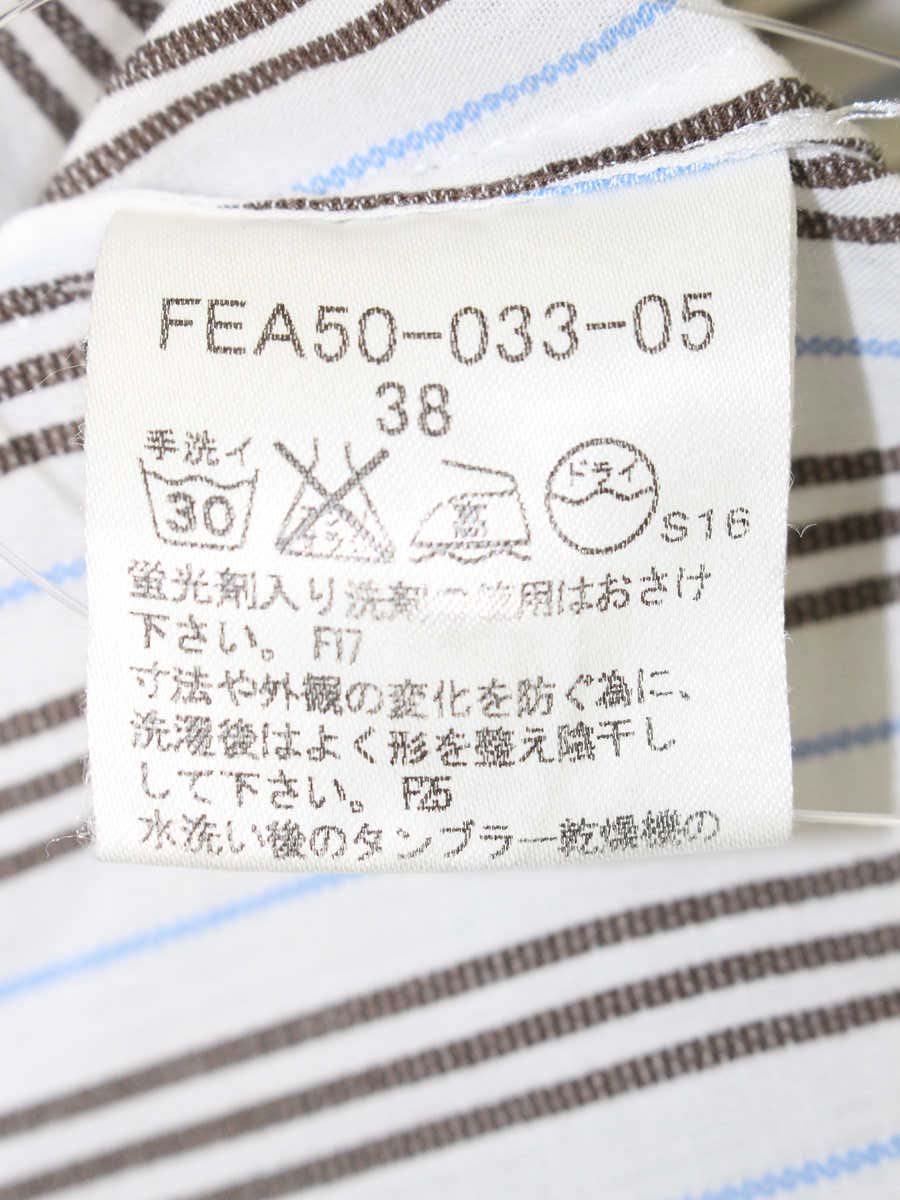 FEA50-033-05
38
手洗イ
30
高
ドライ
S16
蛍光剤入り洗剤の使用はおさけ
下さい。 F17
寸法や外観の変化を防ぐ為に、
洗濯後はよく形を整え陰干し
して下さい。 F25
水洗い後のタンブラー乾燥機の